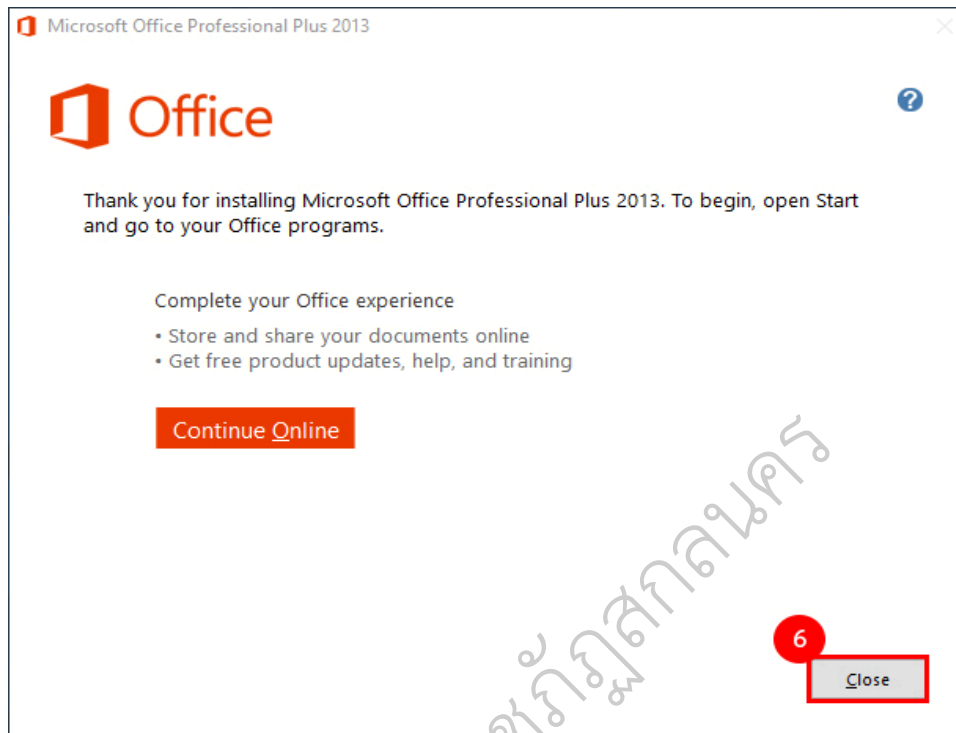 Microsoft Office Professional Plus 2013
Office
?
Thank you for installing Microsoft Office Professional Plus 2013. To begin, open Start
and go to your Office programs.
Complete your Office experience
• Store and share your documents online
• Get free product updates, help, and training
Continue Online
6
Close